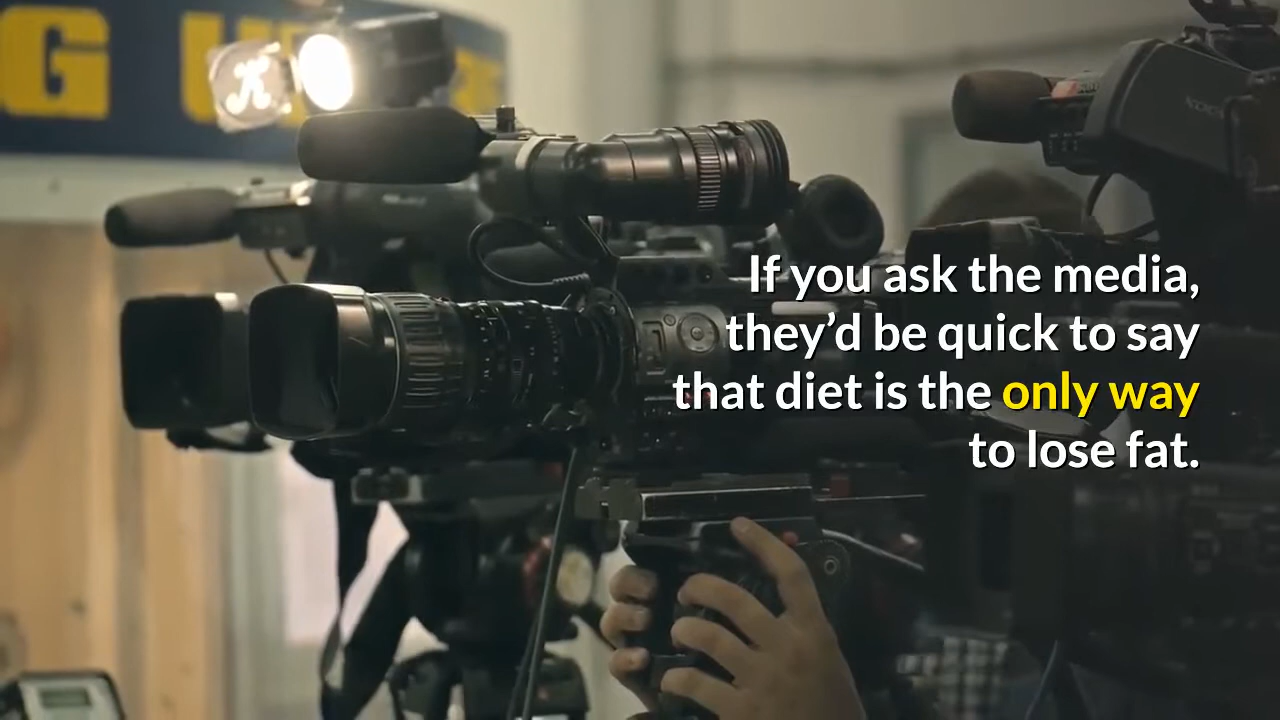 G U
If you ask the media,
they’d be quick to say
that diet is the only way
to lose fat.